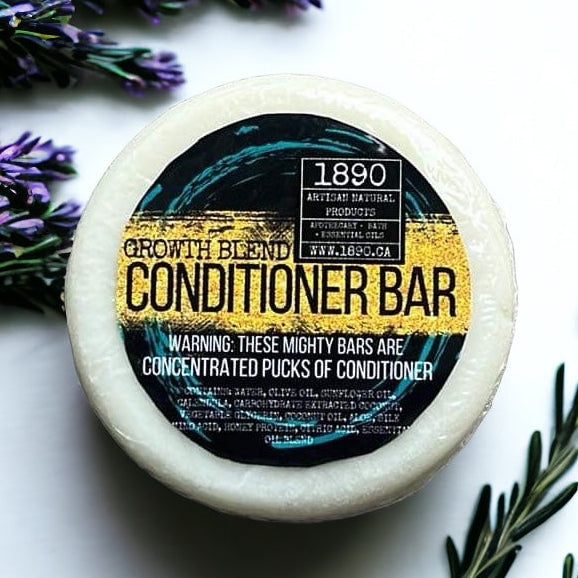 1890
ARTISAN NATURAL
PRODUCTS
APOTHECARY • BATH
• ESSENTIAL OILS
WWW.1890.CA
GROWTH BLEND
CONDITIONER BAR
WARNING: THESE MIGHTY BARS ARE
CONCENTRATED PUCKS OF CONDITIONER
CONTAINS: WATER, OLIVE OIL, SUNFLOWER OIL,
CALENDULA, CARBOHYDRATE EXTRACTED COCONUT,
VEGETABLE GLYCERIN, COCONUT OIL, ALOE, SILK
AMINO ACID, HONEY PROTEIN, CITRIC ACID, ESSENTIAL
OIL BLEND